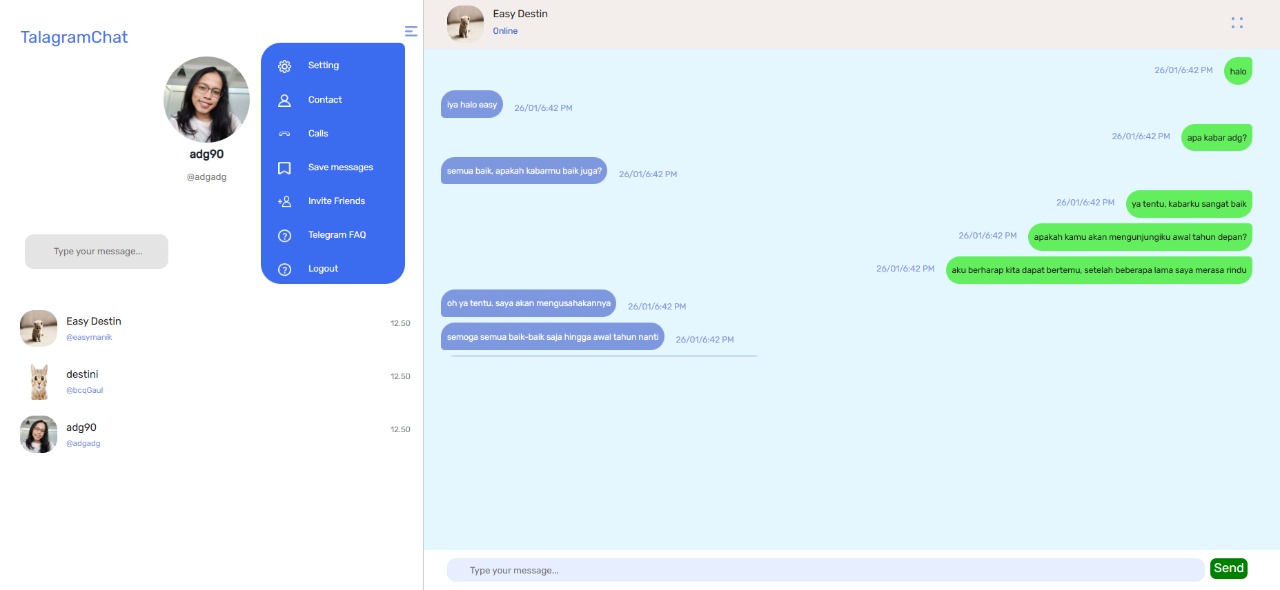 TalagramChat
adg90
@adgadg
Setting
Contact
Calls
Save messages
Invite Friends
Telegram FAQ
Logout
Type your message...
Easy Destin
@easymanik
12.50
destini
@bcqGaul
12.50
adg90
@adgadg
12.50
Easy Destin
Online
26/01/6:42 PM halo
iya halo easy 26/01/6:42 PM
26/01/6:42 PM apa kabar adg?
semua baik, apakah kabarmu baik juga? 26/01/6:42 PM
26/01/6:42 PM ya tentu, kabarku sangat baik
26/01/6:42 PM apakah kamu akan mengunjungiku awal tahun depan?
26/01/6:42 PM aku berharap kita dapat bertemu, setelah beberapa lama saya merasa rindu
oh ya tentu, saya akan mengusahakannya 26/01/6:42 PM
semoga semua baik-baik saja hingga awal tahun nanti 26/01/6:42 PM
Type your message...
Send